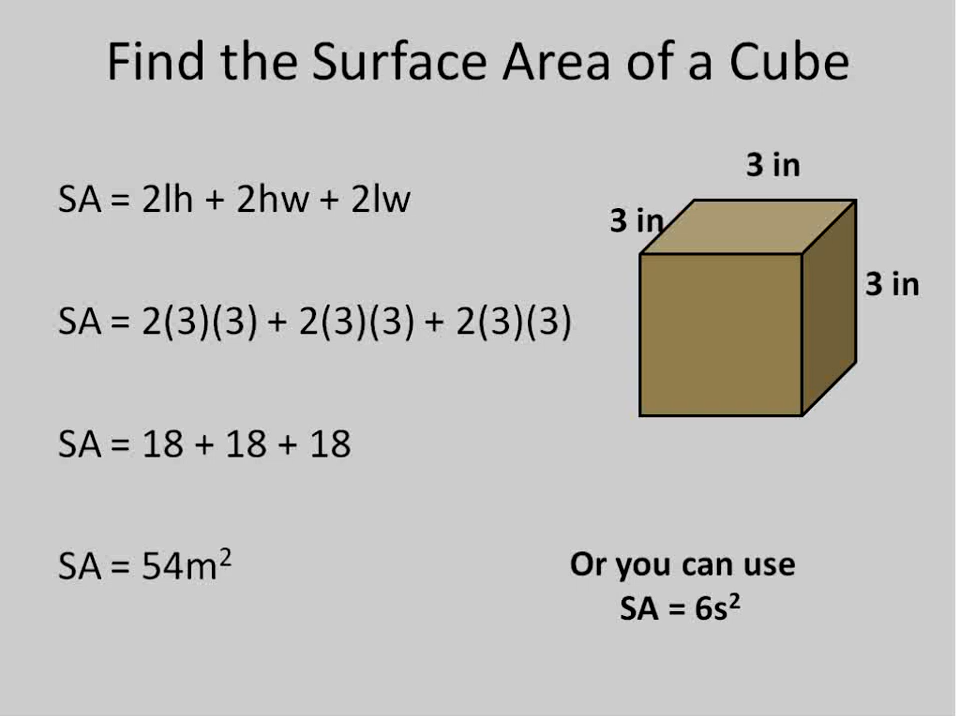 Find the Surface Area of a Cube
3 in
SA = 2lh + 2hw + 2lw
3 in
3 in
SA = 2(3)(3) + 2(3)(3) + 2(3)(3)
SA = 18 + 18 + 18
SA = 54m²
Or you can use
SA = 6s²